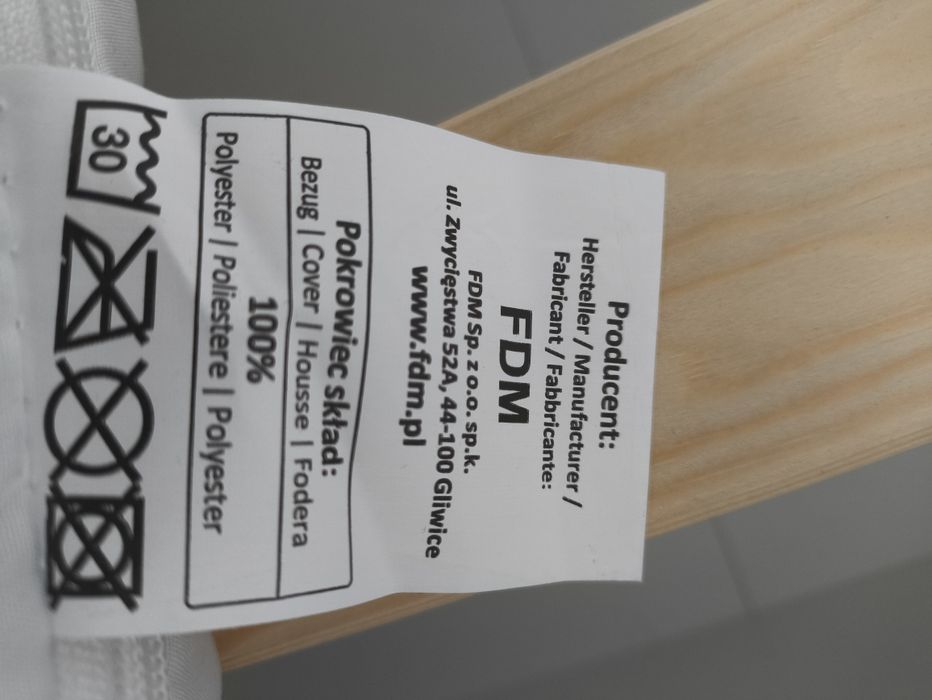 Producent:
Hersteller / Manufacturer /
Fabricant / Fabbricante:
FDM
FDM Sp. z o.o. sp.k.
ul. Zwycięstwa 52A, 44-100 Gliwice
www.fdm.pl
Pokrowiec skład:
Bezug | Cover | Housse | Fodera
100%
Polyester | Poliestere | Polyester
30